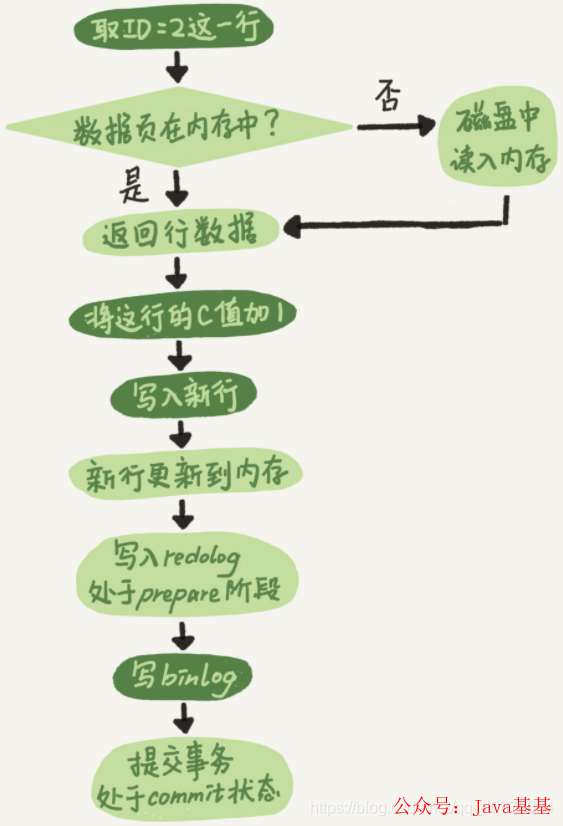 取ID=2这一行
数据页在内存中？
否
磁盘中
读入内存
是
返回行数据
将这行的C值加1
写入新行
新行更新到内存
写入redolog
处于prepare阶段
写binlog
提交事务
处于commit状态
https://blog.
公众号：Java基基